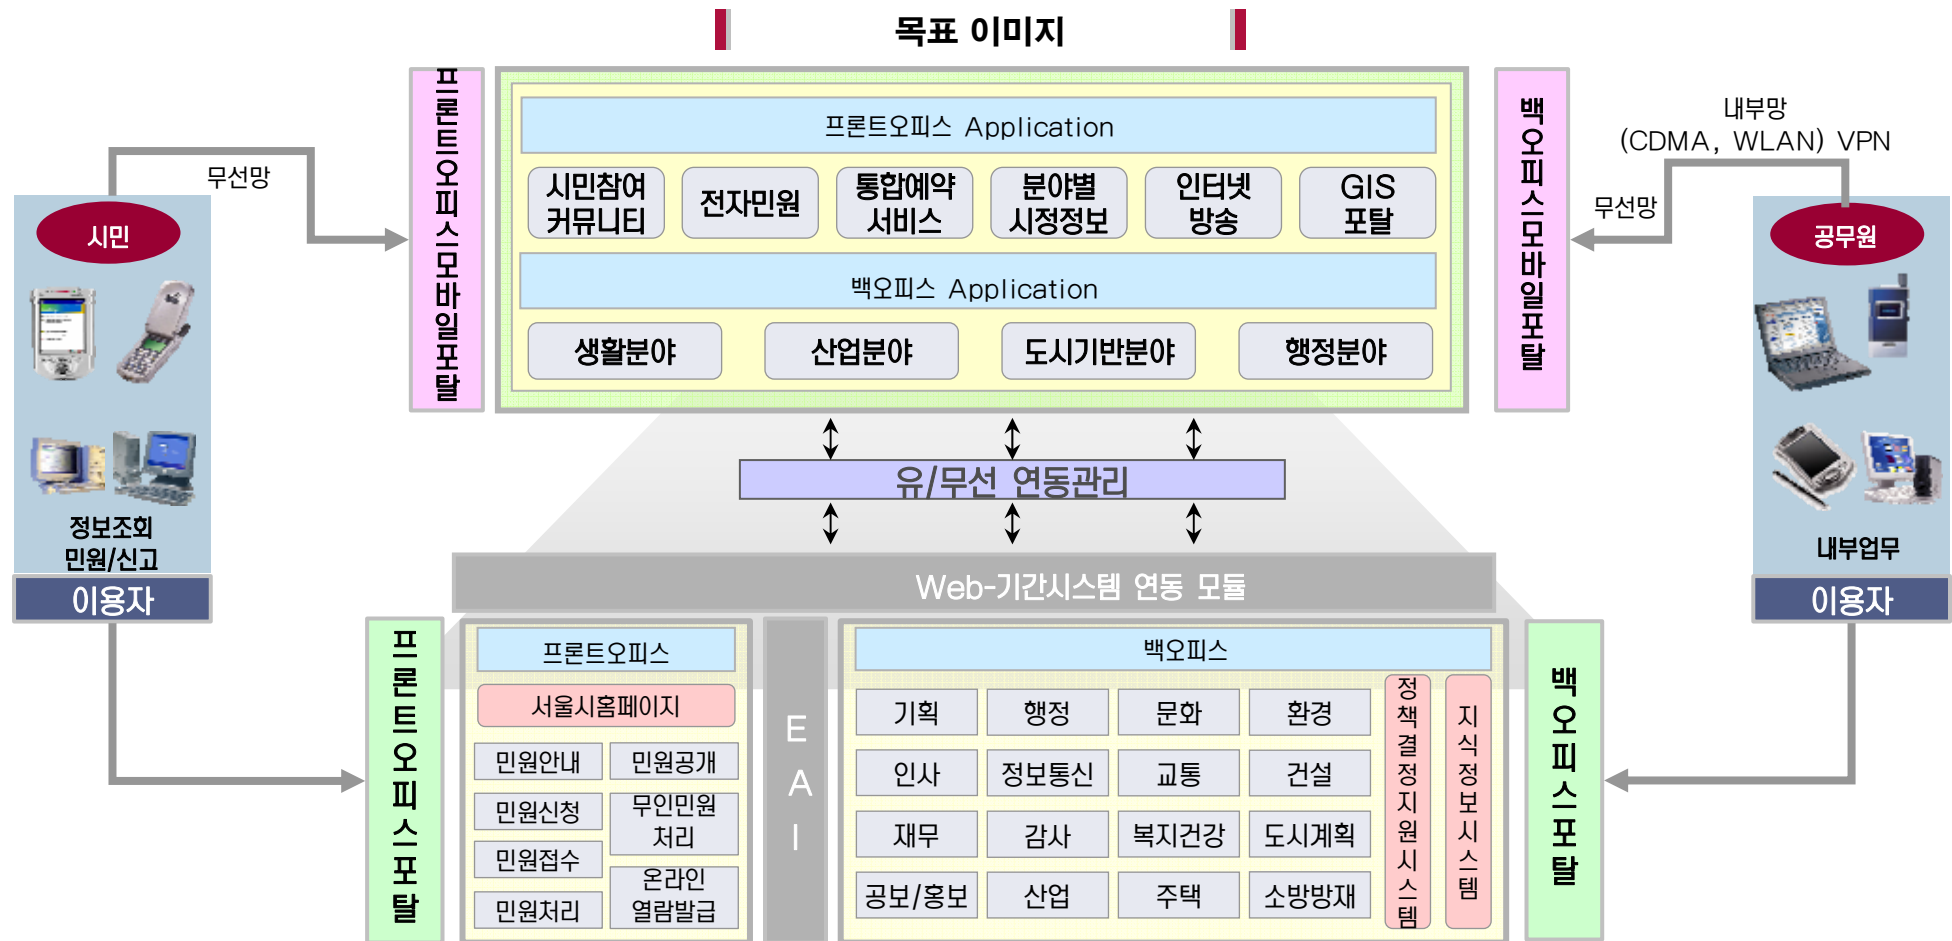 목표 이미지
프론트오피스모바일포탈
프론트오피스 Application
시민참여
커뮤니티
전자민원
통합예약
서비스
분야별
시정정보
인터넷
방송
GIS
포탈
백오피스 Application
생활분야
산업분야
도시기반분야
행정분야
백오피스모바일포탈
내부망
(CDMA, WLAN) VPN
무선망
무선망
시민
정보조회
민원/신고
이용자
공무원
내부업무
이용자
유/무선 연동관리
Web-기간시스템 연동 모듈
프론트오피스포탈
프론트오피스
서울시홈페이지
민원안내
민원공개
민원신청
무인민원
처리
민원접수
온라인
열람발급
민원처리
EAI
백오피스
기획
행정
문화
환경
인사
정보통신
교통
건설
재무
감사
복지건강
도시계획
공보/홍보
산업
주택
소방방재
정책결정지원시스템
지식정보시스템
백오피스포탈